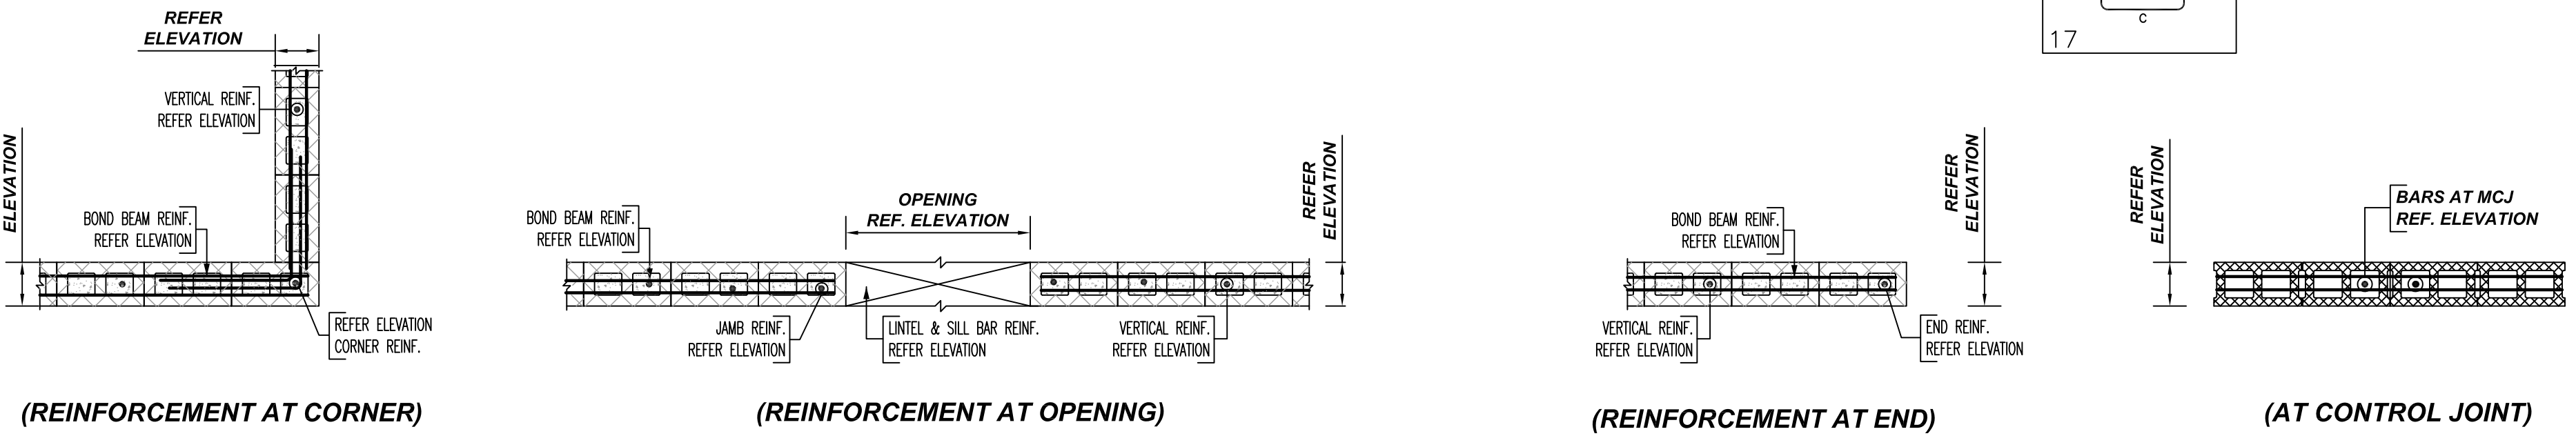 REFER
ELEVATION
VERTICAL REINF.
REFER ELEVATION
ELEVATION
BOND BEAM REINF.
REFER ELEVATION
REFER ELEVATION
CORNER REINF.
(REINFORCEMENT AT CORNER)
BOND BEAM REINF.
REFER ELEVATION
OPENING
REF. ELEVATION
REFER
ELEVATION
JAMB REINF.
REFER ELEVATION
LINTEL & SILL BAR REINF.
REFER ELEVATION
VERTICAL REINF.
REFER ELEVATION
(REINFORCEMENT AT OPENING)
BOND BEAM REINF.
REFER ELEVATION
REFER
ELEVATION
VERTICAL REINF.
REFER ELEVATION
END REINF.
REFER ELEVATION
(REINFORCEMENT AT END)
C
17
REFER
ELEVATION
BARS AT MCJ
REF. ELEVATION
(AT CONTROL JOINT)